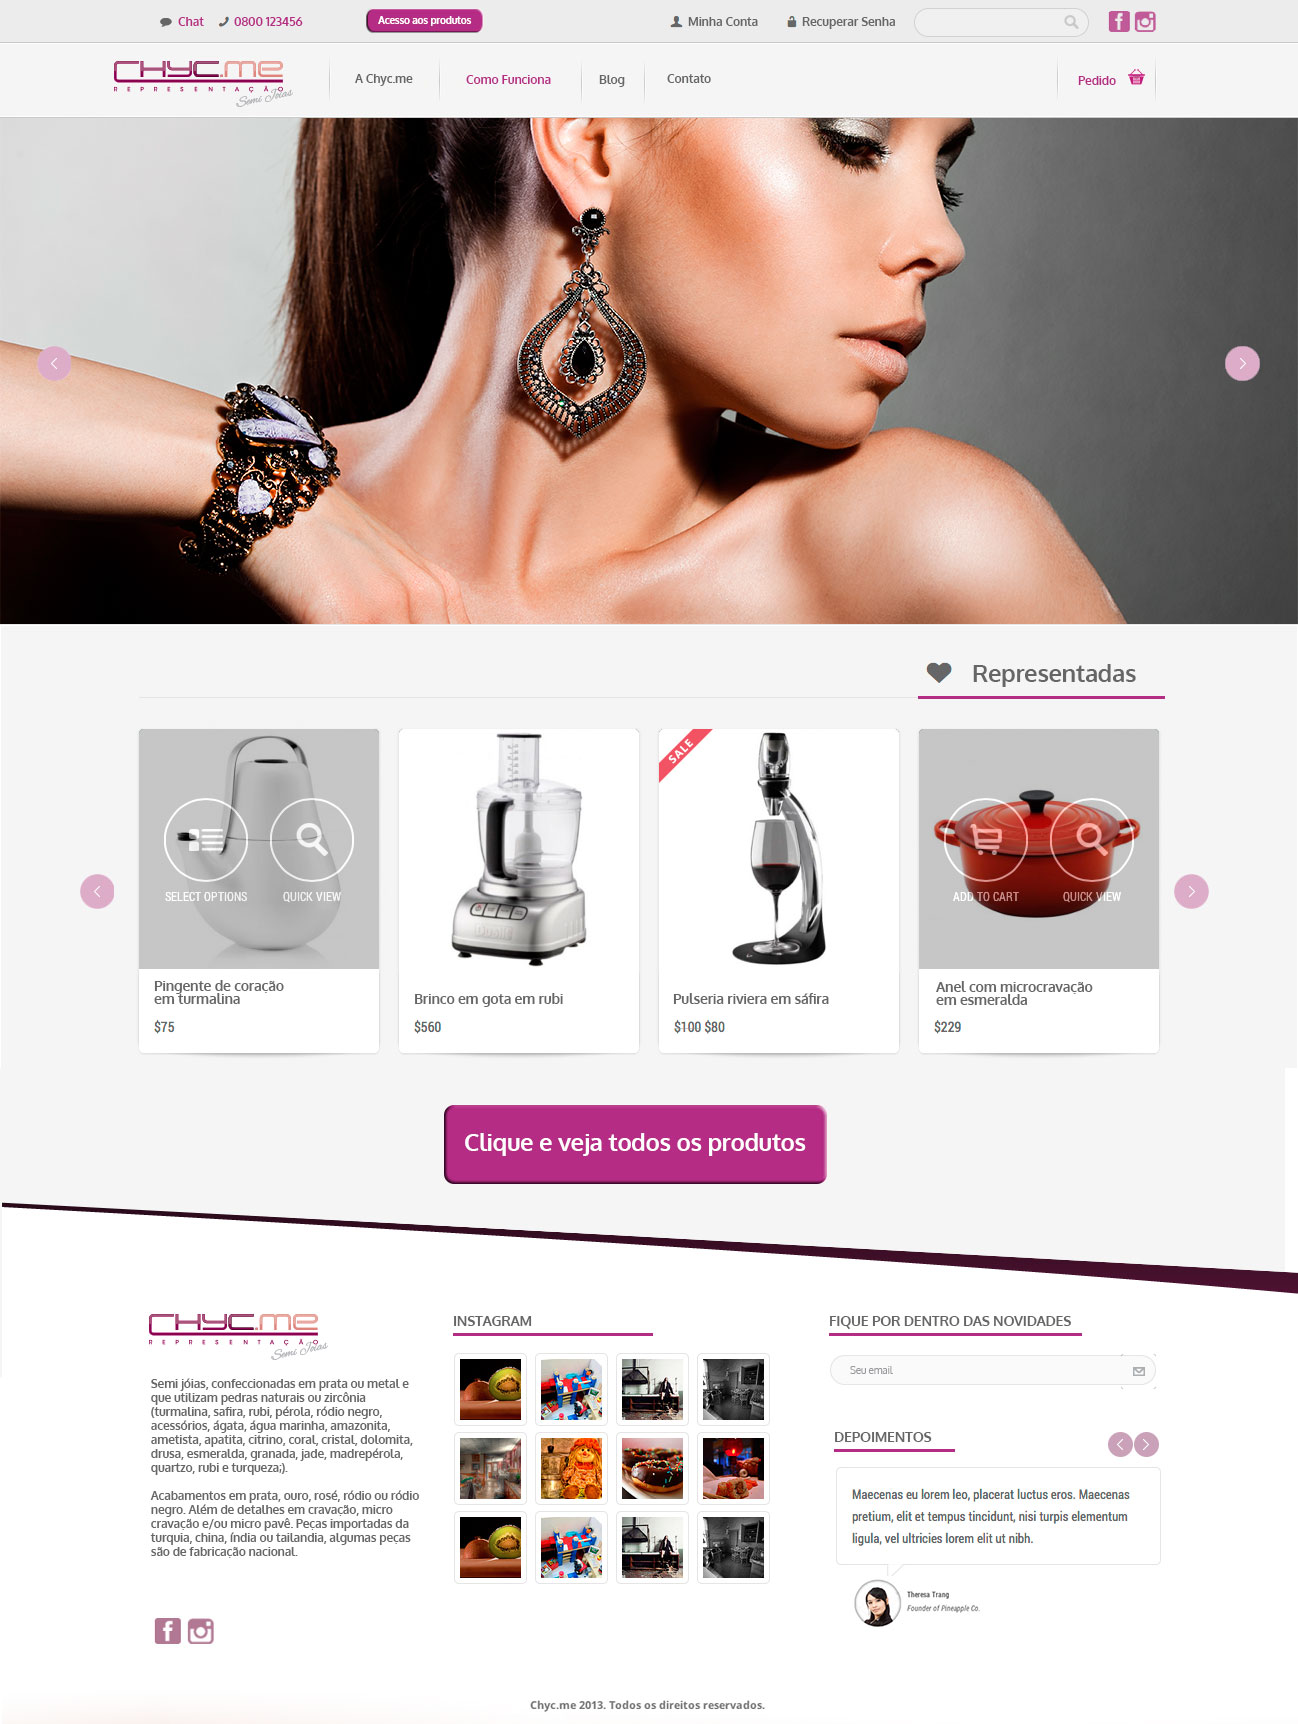 Chat
0800 123456
Acesso aos produtos
Minha Conta
Recuperar Senha
CHYC.me
REPRESENTAÇÃO
Semi Joias
A Chyc.me
Como Funciona
Blog
Contato
Pedido
Representadas
SELECT OPTIONS
QUICK VIEW
SALE
ADD TO CART
QUICK VIEW
Pingente de coração
em turmalina
$75
Brinco em gota em rubi
$560
Pulseria riviera em sáfira
$100 $80
Anel com microcravação
em esmeralda
$229
Clique e veja todos os produtos
CHYC.me
REPRESENTAÇÃO
Semi Joias
Semi jóias, confeccionadas em prata ou metal e
que utilizam pedras naturais ou zircônia
(turmalina, safira, rubi, pérola, ródio negro,
acessórios, ágata, água marinha, amazonita,
ametista, apatita, citrino, coral, cristal, dolomita,
drusa, esmeralda, granada, jade, madrepérola,
quartzo, rubi e turqueza;).
Acabamentos em prata, ouro, rosé, ródio ou ródio
negro. Além de detalhes em cravação, micro
cravação e/ou micro pavê. Peças importadas da
turquia, china, índia ou tailandia, algumas peças
são de fabricação nacional.
INSTAGRAM
FIQUE POR DENTRO DAS NOVIDADES
Seu email
DEPOIMENTOS
Maecenas eu lorem leo, placerat luctus eros. Maecenas
pretium, elit et tempus tincidunt, nisi turpis elementum
ligula, vel ultricies lorem elit ut nibh.
Theresa Trang
Founder of Pineapple Co.
Chyc.me 2013. Todos os direitos reservados.